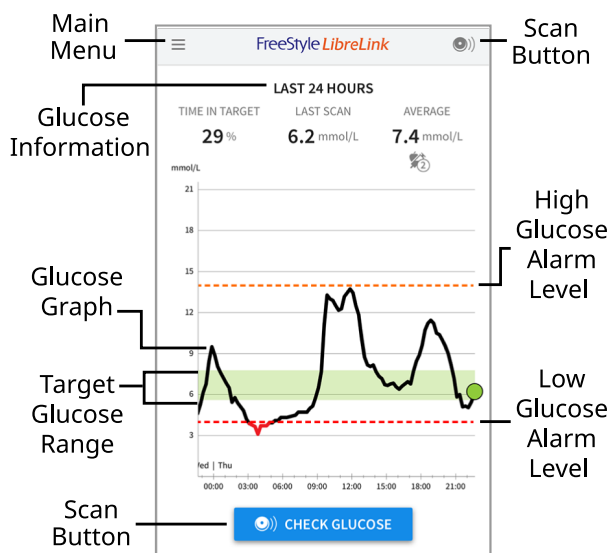 Main
Menu
FreeStyle LibreLink
Scan
Button
LAST 24 HOURS
Glucose
Information
TIME IN TARGET
29 %
LAST SCAN
6.2 mmol/L
AVERAGE
7.4 mmol/L
2
mmol/L
21
18
15
12
9
6
3
High
Glucose
Alarm
Level
Glucose
Graph
Target
Glucose
Range
Low
Glucose
Alarm
Level
Wed | Thu
00:00 03:00 06:00 09:00 12:00 15:00 18:00 21:00
Scan
Button
CHECK GLUCOSE